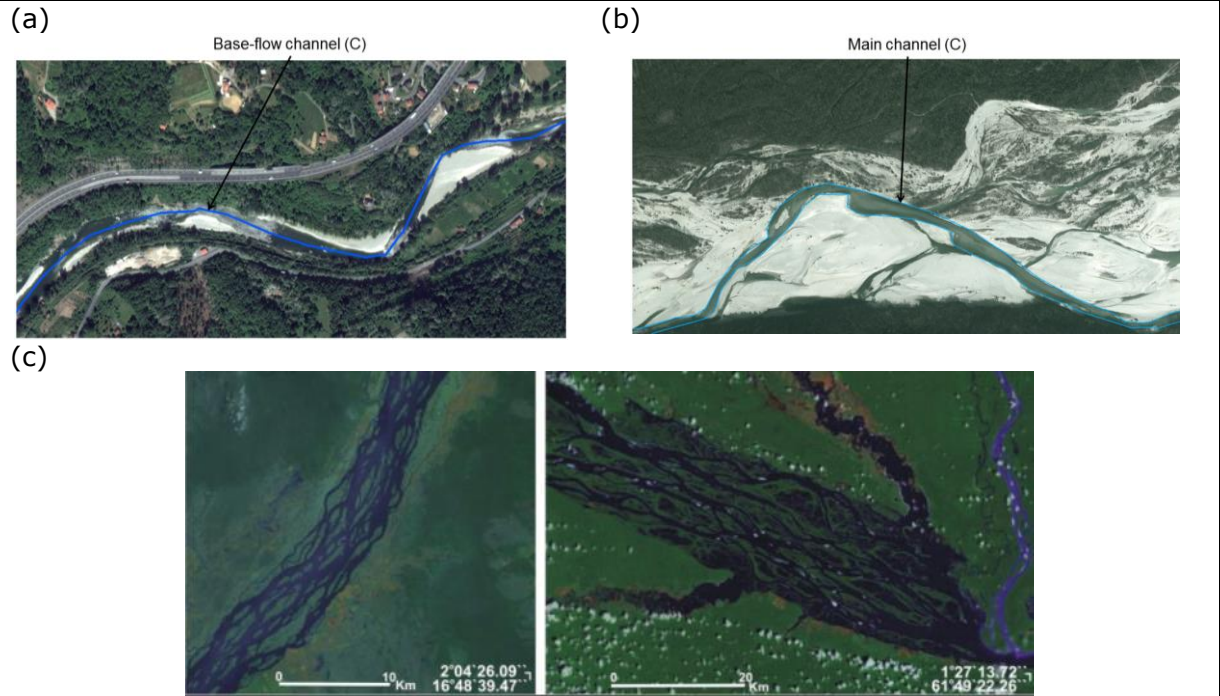 (a)
Base-flow channel (C)
(b)
Main channel (C)
(c)
0 10 Km
2°04`26.09``
16°48`39.47``
0 20 Km
1°27`13.72``
61°49`22.26``